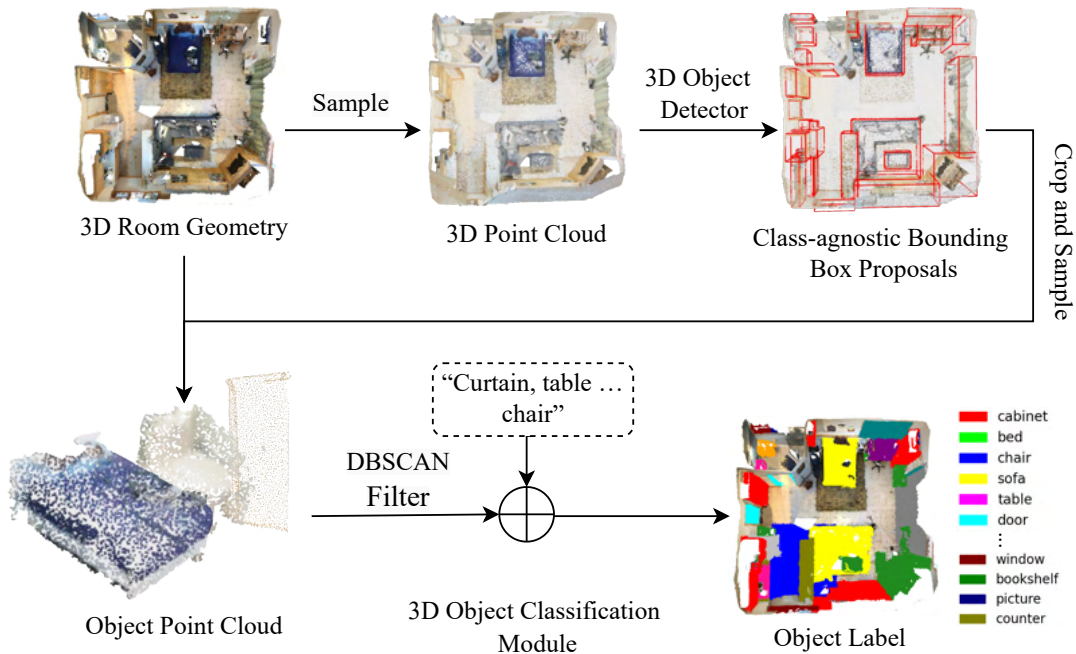 Sample
3D Object
Detector
3D Room Geometry
3D Point Cloud
Class-agnostic Bounding
Box Proposals
Crop and Sample
“Curtain, table …
chair”
DBSCAN
Filter
Object Point Cloud
3D Object Classification
Module
Object Label
cabinet
bed
chair
sofa
table
door
⋮
window
bookshelf
picture
counter